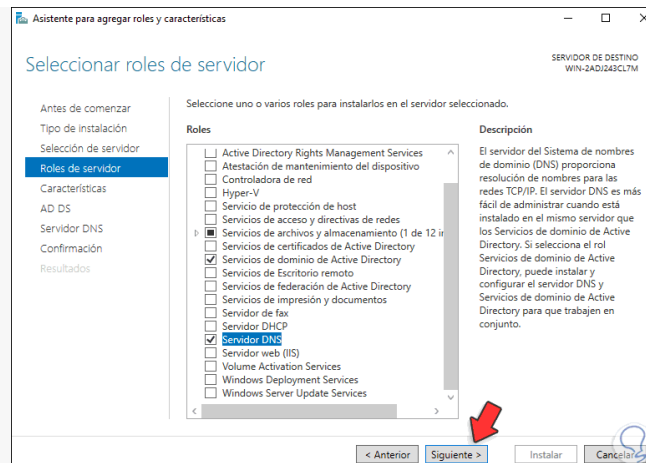 Asistente para agregar roles y características
Seleccionar roles de servidor
SERVIDOR DE DESTINO
WIN-2ADJ243CL7M
Antes de comenzar
Tipo de instalación
Selección de servidor
Roles de servidor
Características
AD DS
Servidor DNS
Confirmación
Resultados
Seleccione uno o varios roles para instalarlos en el servidor seleccionado.
Roles
Active Directory Rights Management Services
Atestación de mantenimiento del dispositivo
Controladora de red
Hyper-V
Servicio de protección de host
Servicios de acceso y directivas de redes
Servicios de archivos y almacenamiento (1 de 12 in
Servicios de certificados de Active Directory
Servicios de dominio de Active Directory
Servicios de Escritorio remoto
Servicios de federación de Active Directory
Servicios de impresión y documentos
Servidor de fax
Servidor DHCP
Servidor DNS
Servidor web (IIS)
Volume Activation Services
Windows Deployment Services
Windows Server Update Services
Descripción
El servidor del Sistema de nombres
de dominio (DNS) proporciona
resolución de nombres para las
redes TCP/IP. El servidor DNS es más
fácil de administrar cuando está
instalado en el mismo servidor que
los Servicios de dominio de Active
Directory. Si selecciona el rol
Servicios de dominio de Active
Directory, puede instalar y
configurar el servidor DNS y
Servicios de dominio de Active
Directory para que trabajen en
conjunto.
< Anterior
Siguiente >
Instalar
Cancelar